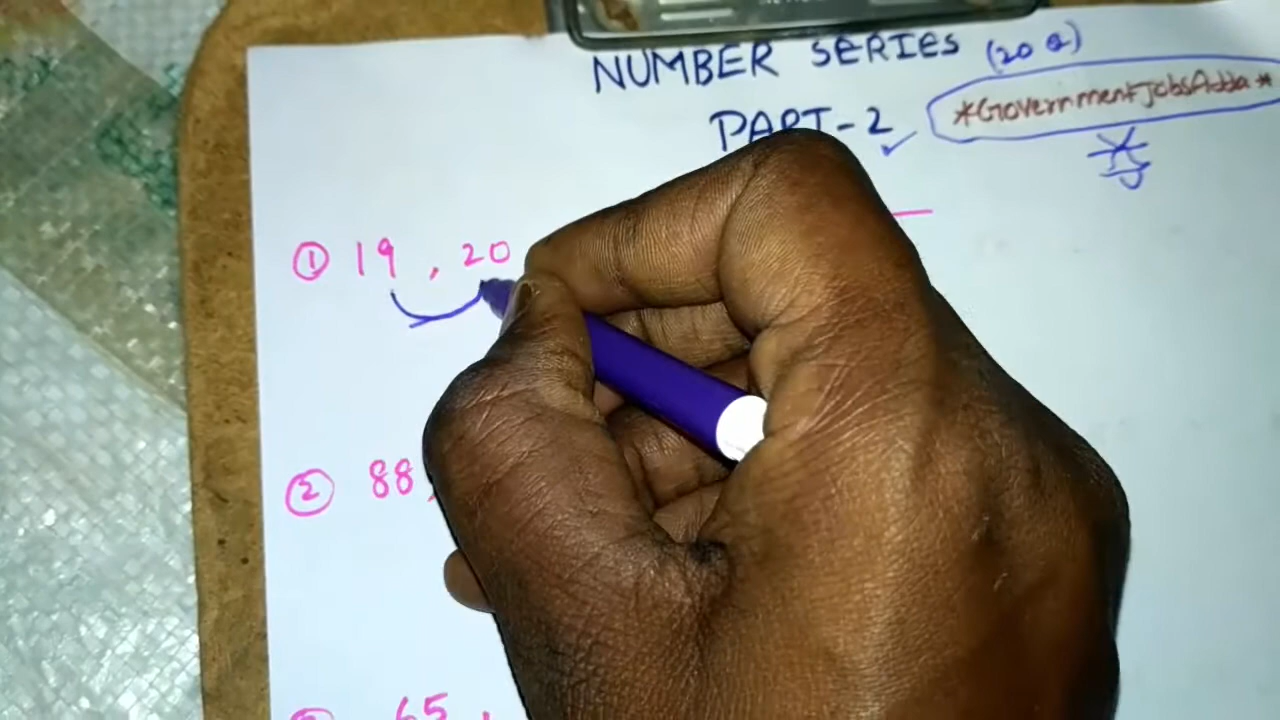 NUMBER SERIES (20 Q)
PART-2
*GovernmentJobsAdda*
① 19, 20
② 88,
65,